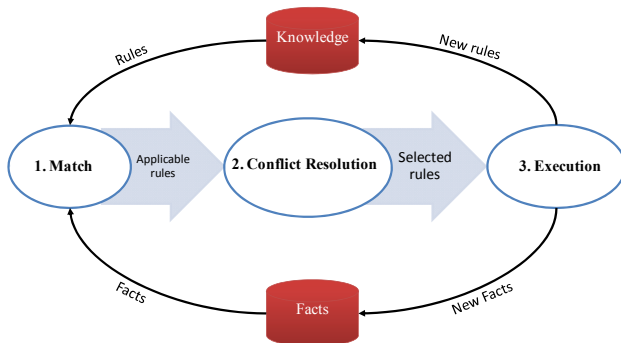 Knowledge
Rules
New rules
1. Match
Applicable
rules
2. Conflict Resolution
Selected
rules
3. Execution
Facts
Facts
New Facts